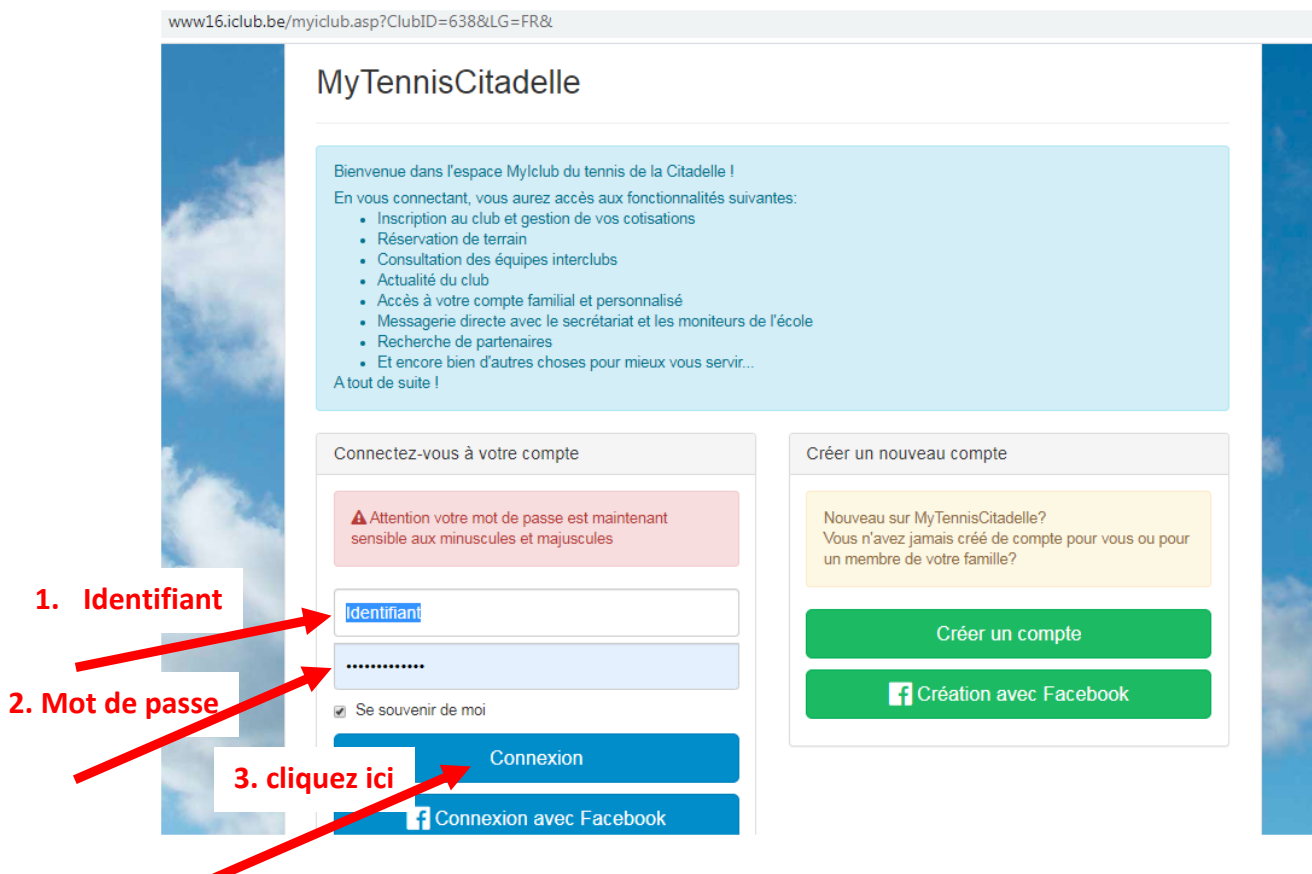 www16.iclub.be/myiclub.asp?ClubID=638&LG=FR&
MyTennisCitadelle
Bienvenue dans l'espace MyIclub du tennis de la Citadelle !
En vous connectant, vous aurez accès aux fonctionnalités suivantes:
• Inscription au club et gestion de vos cotisations
• Réservation de terrain
• Consultation des équipes interclubs
• Actualité du club
• Accès à votre compte familial et personnalisé
• Messagerie directe avec le secrétariat et les moniteurs de l'école
• Recherche de partenaires
• Et encore bien d'autres choses pour mieux vous servir...
A tout de suite !
Connectez-vous à votre compte
Attention votre mot de passe est maintenant
sensible aux minuscules et majuscules
1. Identifiant
Identifiant
2. Mot de passe
•••••••••••••
Se souvenir de moi
Connexion
3. cliquez ici
Connexion avec Facebook
Créer un nouveau compte
Nouveau sur MyTennisCitadelle?
Vous n'avez jamais créé de compte pour vous ou pour
un membre de votre famille?
Créer un compte
Création avec Facebook